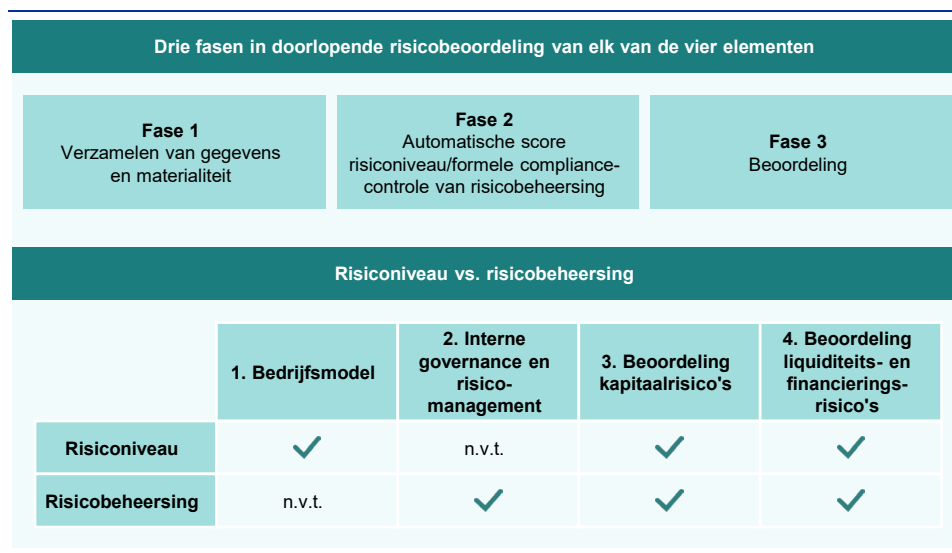 Drie fasen in doorlopende risicobeoordeling van elk van de vier elementen
Fase 1
Verzamelen van gegevens
en materialiteit
Fase 2
Automatische score
risiconiveau/formele compliance-
controle van risicobeheersing
Fase 3
Beoordeling
Risiconiveau vs. risicobeheersing
1. Bedrijfsmodel
2. Interne
governance en
risico-
management
3. Beoordeling
kapitaalrisico's
4. Beoordeling
liquiditeits- en
financierings-
risico's
Risiconiveau
n.v.t.
Risicobeheersing
n.v.t.